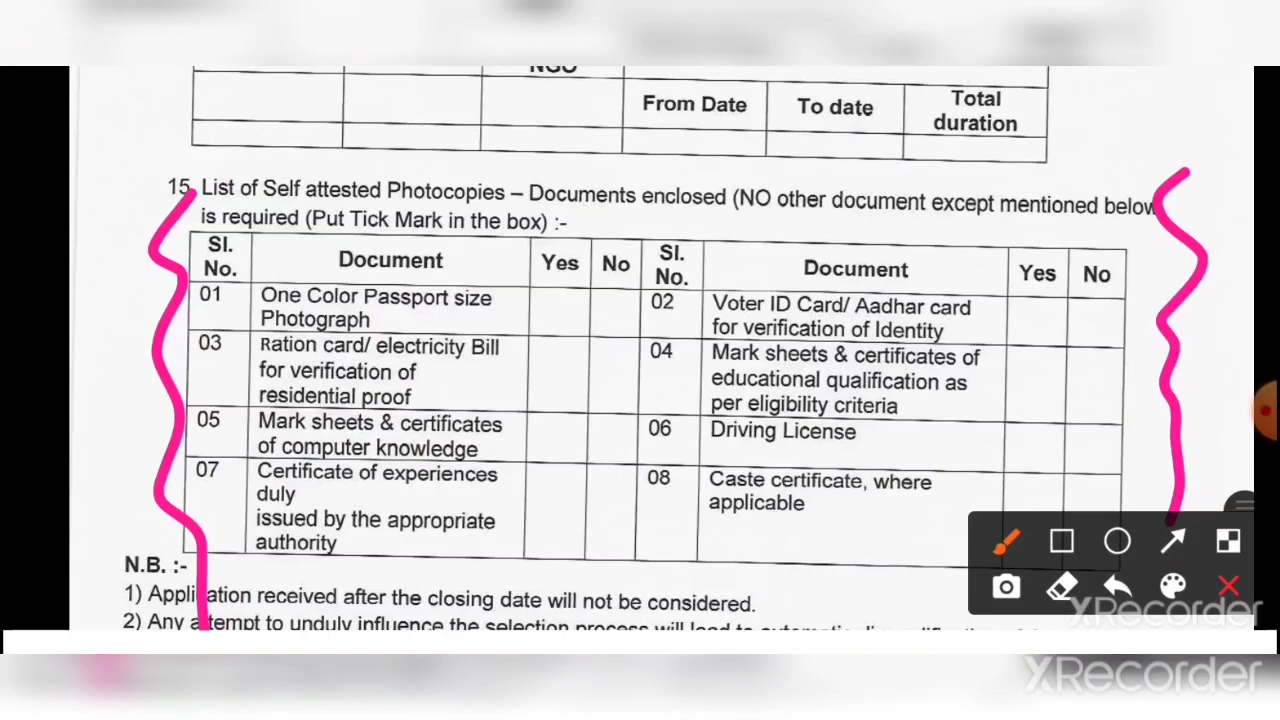 NGO
From Date To date Total duration
15. List of Self attested Photocopies – Documents enclosed (NO other document except mentioned below
is required (Put Tick Mark in the box) :-
Sl. No. Document Yes No Sl. No. Document Yes No
01 One Color Passport size
Photograph
02 Voter ID Card/ Aadhar card
for verification of Identity
03 Ration card/ electricity Bill
for verification of
residential proof
04 Mark sheets & certificates of
educational qualification as
per eligibility criteria
05 Mark sheets & certificates
of computer knowledge
06 Driving License
07 Certificate of experiences
duly
issued by the appropriate
authority
08 Caste certificate, where
applicable
N.B. :-
1) Application received after the closing date will not be considered.
2) Any attempt to unduly influence the selection process will lead to
XRecorder
XRecorder